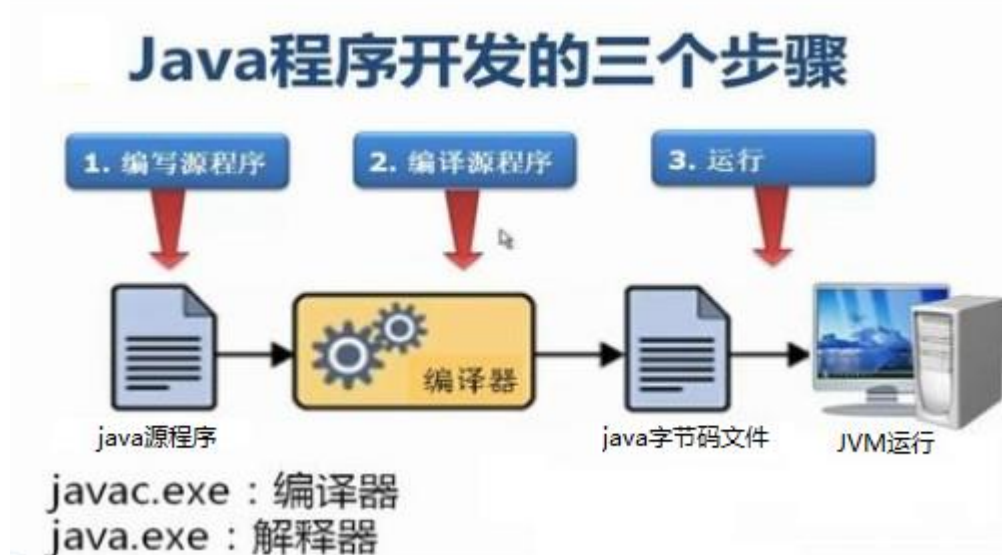 Java程序开发的三个步骤
1. 编写源程序
2. 编译源程序
3. 运行
编译器
java源程序
java字节码文件
JVM运行
javac.exe：编译器
java.exe：解释器